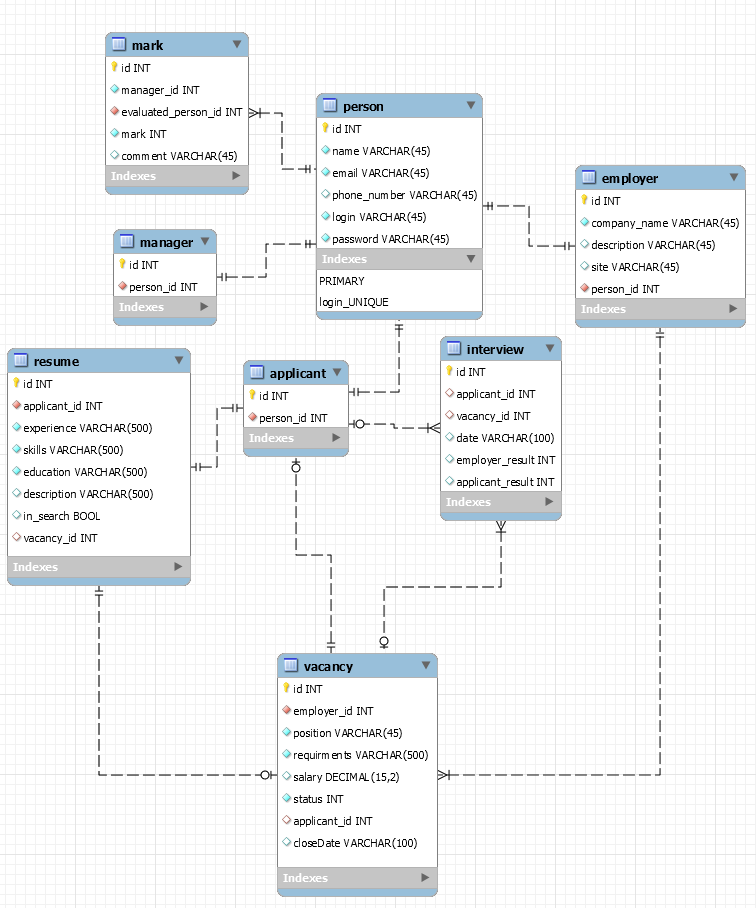 mark
id INT
manager_id INT
evaluated_person_id INT
mark INT
comment VARCHAR(45)
Indexes
person
id INT
name VARCHAR(45)
email VARCHAR(45)
phone_number VARCHAR(45)
login VARCHAR(45)
password VARCHAR(45)
Indexes
PRIMARY
login_UNIQUE
employer
id INT
company_name VARCHAR(45)
description VARCHAR(45)
site VARCHAR(45)
person_id INT
Indexes
manager
id INT
person_id INT
Indexes
resume
id INT
applicant_id INT
experience VARCHAR(500)
skills VARCHAR(500)
education VARCHAR(500)
description VARCHAR(500)
in_search BOOL
vacancy_id INT
Indexes
applicant
id INT
person_id INT
Indexes
interview
id INT
applicant_id INT
vacancy_id INT
date VARCHAR(100)
employer_result INT
applicant_result INT
Indexes
vacancy
id INT
employer_id INT
position VARCHAR(45)
requirments VARCHAR(500)
salary DECIMAL(15,2)
status INT
applicant_id INT
closeDate VARCHAR(100)
Indexes